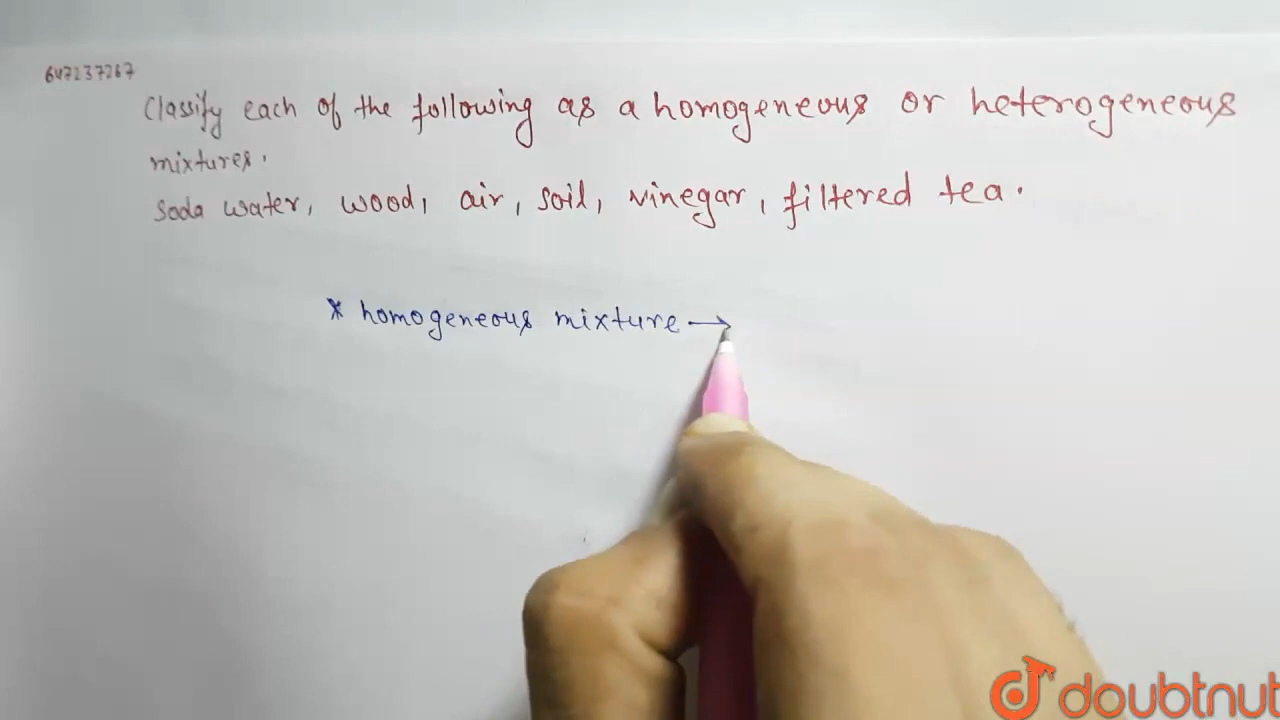 647237267
Classify each of the following as a homogeneous or heterogeneous
mixtures.
Soda water, wood, air, soil, vinegar, filtered tea.
* homogeneous mixture →
doubtnut